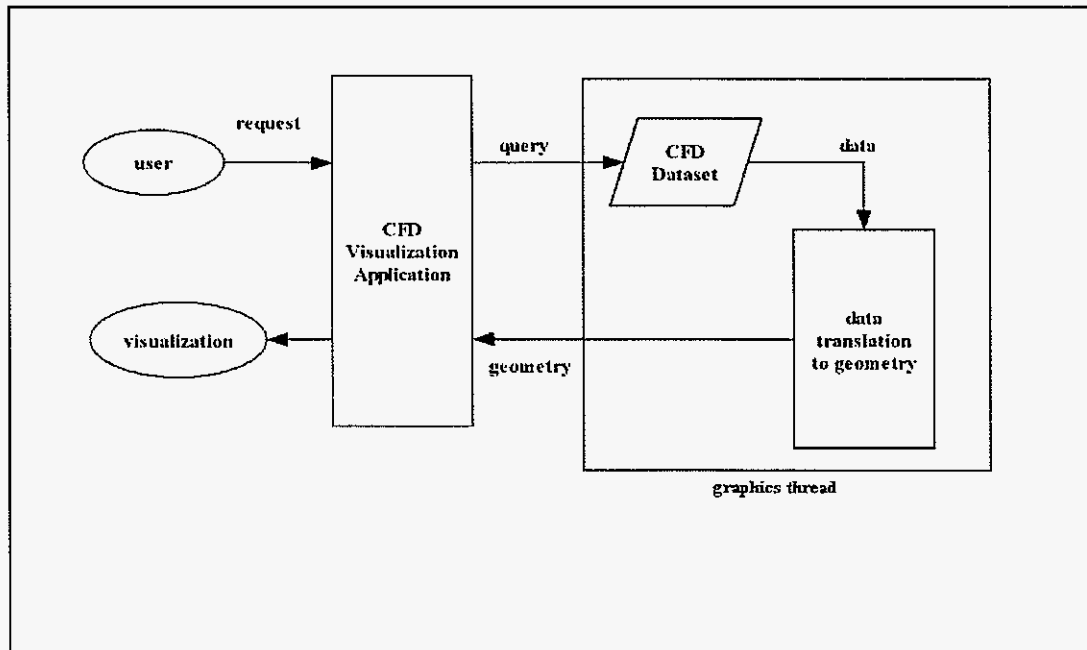 request
user
query
CFD
Dataset
data
CFD
Visualization
Application
visualization
geometry
data
translation
to geometry
graphics thread